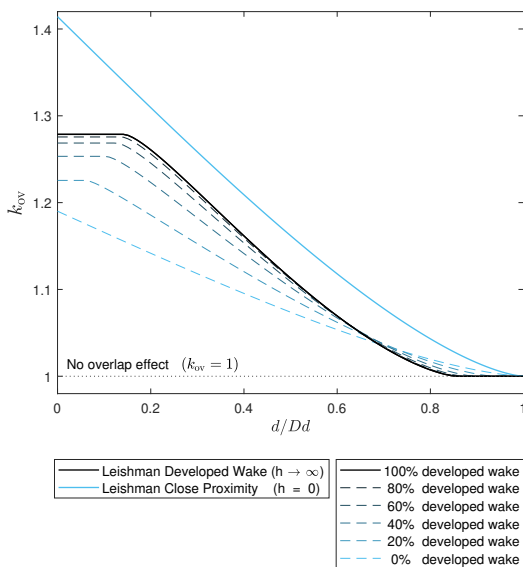 1.4
1.3
1.2
1.1
1
k_ov
No overlap effect (k_ov = 1)
0 0.2 0.4 0.6 0.8 1
d/Dd
Leishman Developed Wake (h → ∞)
Leishman Close Proximity (h = 0)
100% developed wake
80% developed wake
60% developed wake
40% developed wake
20% developed wake
0% developed wake